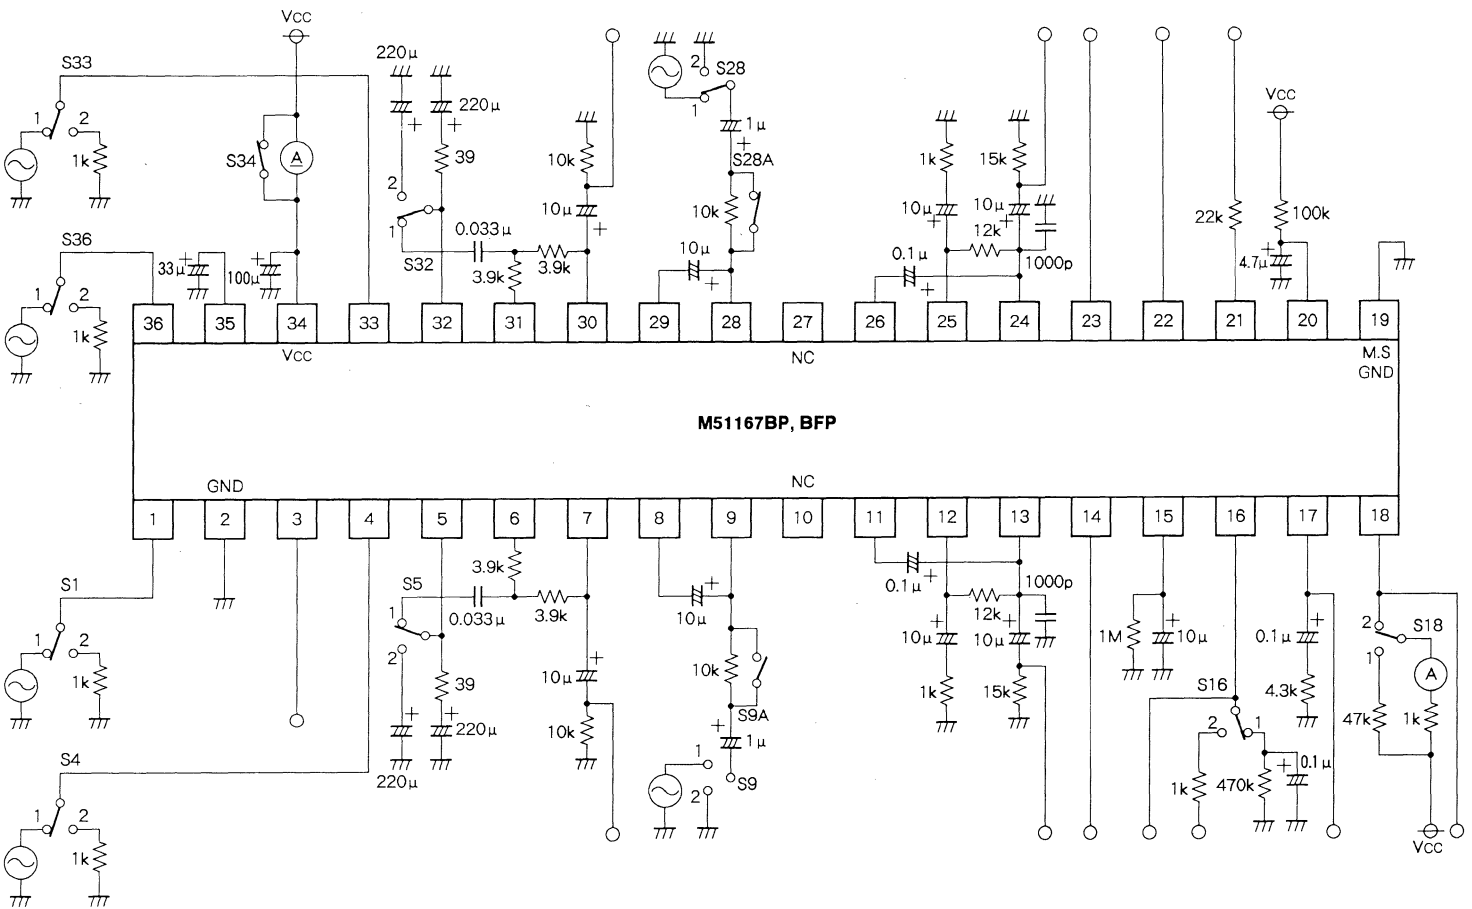 Vcc
S33
1
2
1k
220μ
220μ
+
+
39
S34
A
2
1
S32
0.033μ
3.9k
3.9k
10k
10μ
+
2
S28
1
1μ
+
S28A
10k
10μ
+
1k
15k
10μ
+
10μ
+
12k
0.1μ
+
1000p
22k
Vcc
100k
+
4.7μ
S36
1
2
1k
33μ
+
100μ
+
36
35
34
33
32
31
30
29
28
27
26
25
24
23
22
21
20
19
Vcc
NC
M.S
GND
M51167BP, BFP
GND
NC
1
2
3
4
5
6
7
8
9
10
11
12
13
14
15
16
17
18
S1
1
2
1k
S4
1
2
1k
S5
1
2
3.9k
0.033μ
3.9k
39
+
+
220μ
220μ
+
10μ
10k
+
10μ
10k
S9A
+
1μ
1
2
S9
0.1μ
+
1000p
12k
+
10μ
+
10μ
1k
15k
1M
+
10μ
S16
2
1
1k
470k
+
0.1μ
+
0.1μ
4.3k
2
S18
1
A
47k
1k
Vcc